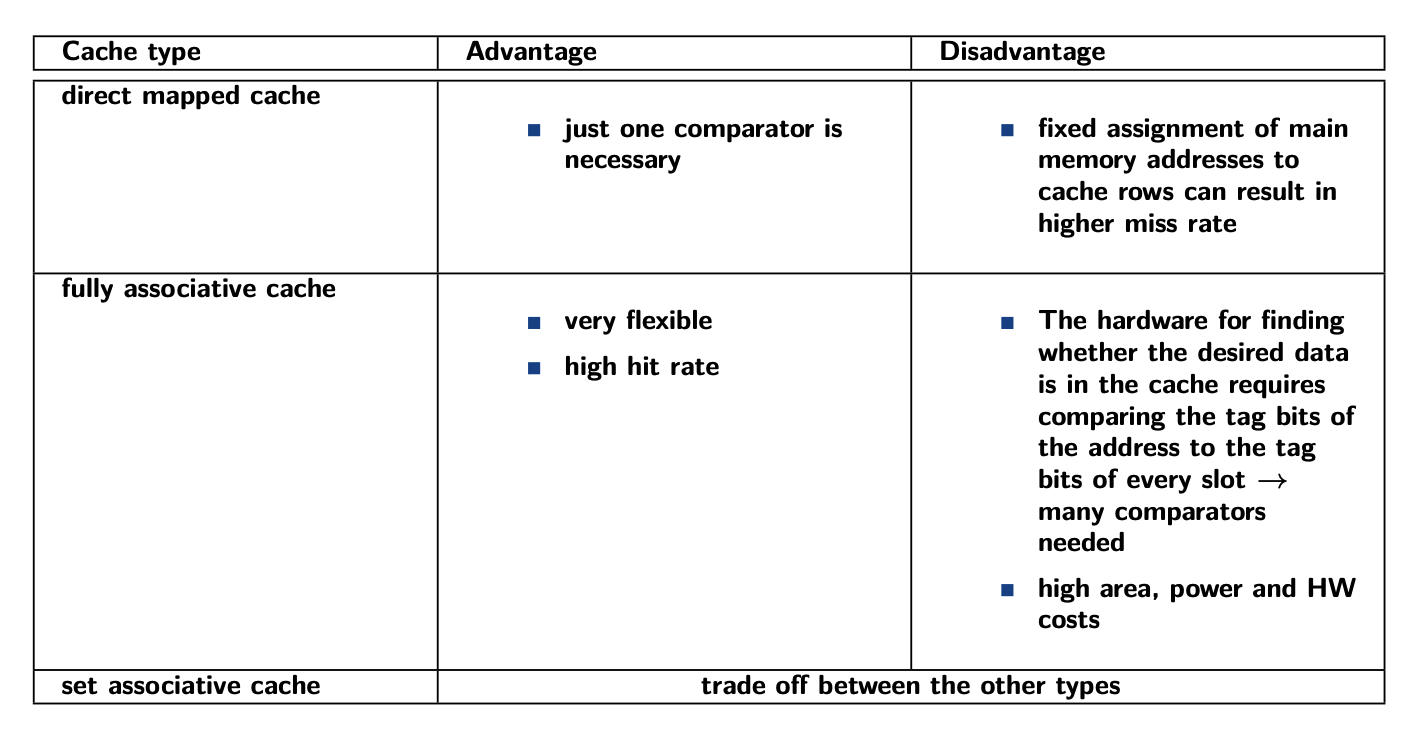 Cache type
Advantage
Disadvantage
direct mapped cache
just one comparator is
necessary
fixed assignment of main
memory addresses to
cache rows can result in
higher miss rate
fully associative cache
very flexible
high hit rate
The hardware for finding
whether the desired data
is in the cache requires
comparing the tag bits of
the address to the tag
bits of every slot →
many comparators
needed
high area, power and HW
costs
set associative cache
trade off between the other types